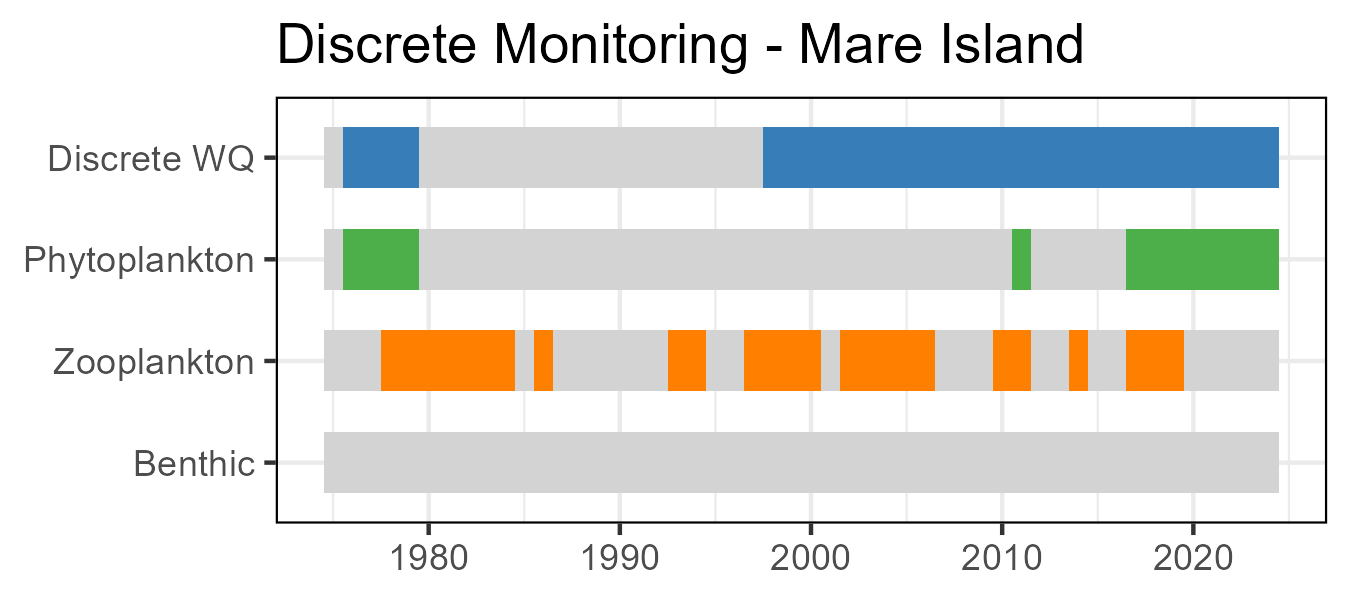 Discrete Monitoring - Mare Island
Discrete WQ
Phytoplankton
Zooplankton
Benthic
1980 1990 2000 2010 2020